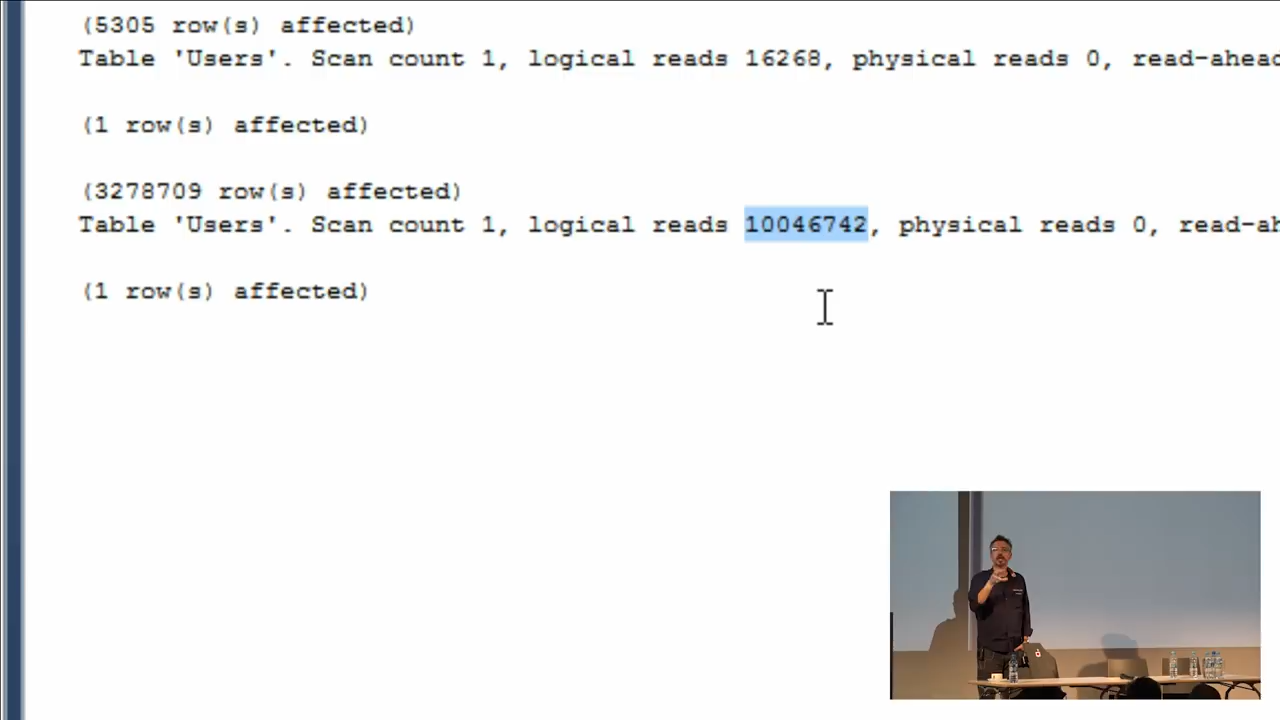 (5305 row(s) affected)
Table 'Users'. Scan count 1, logical reads 16268, physical reads 0, read-ahead
(1 row(s) affected)
(3278709 row(s) affected)
Table 'Users'. Scan count 1, logical reads 10046742, physical reads 0, read-ah
(1 row(s) affected)